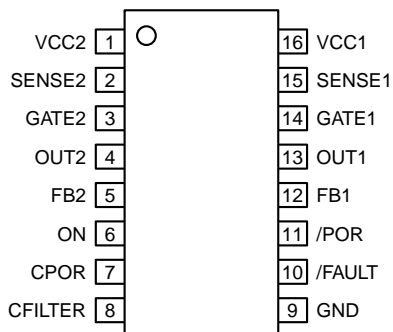 VCC2 1 16 VCC1
SENSE2 2 15 SENSE1
GATE2 3 14 GATE1
OUT2 4 13 OUT1
FB2 5 12 FB1
ON 6 11 /POR
CPOR 7 10 /FAULT
CFILTER 8 9 GND